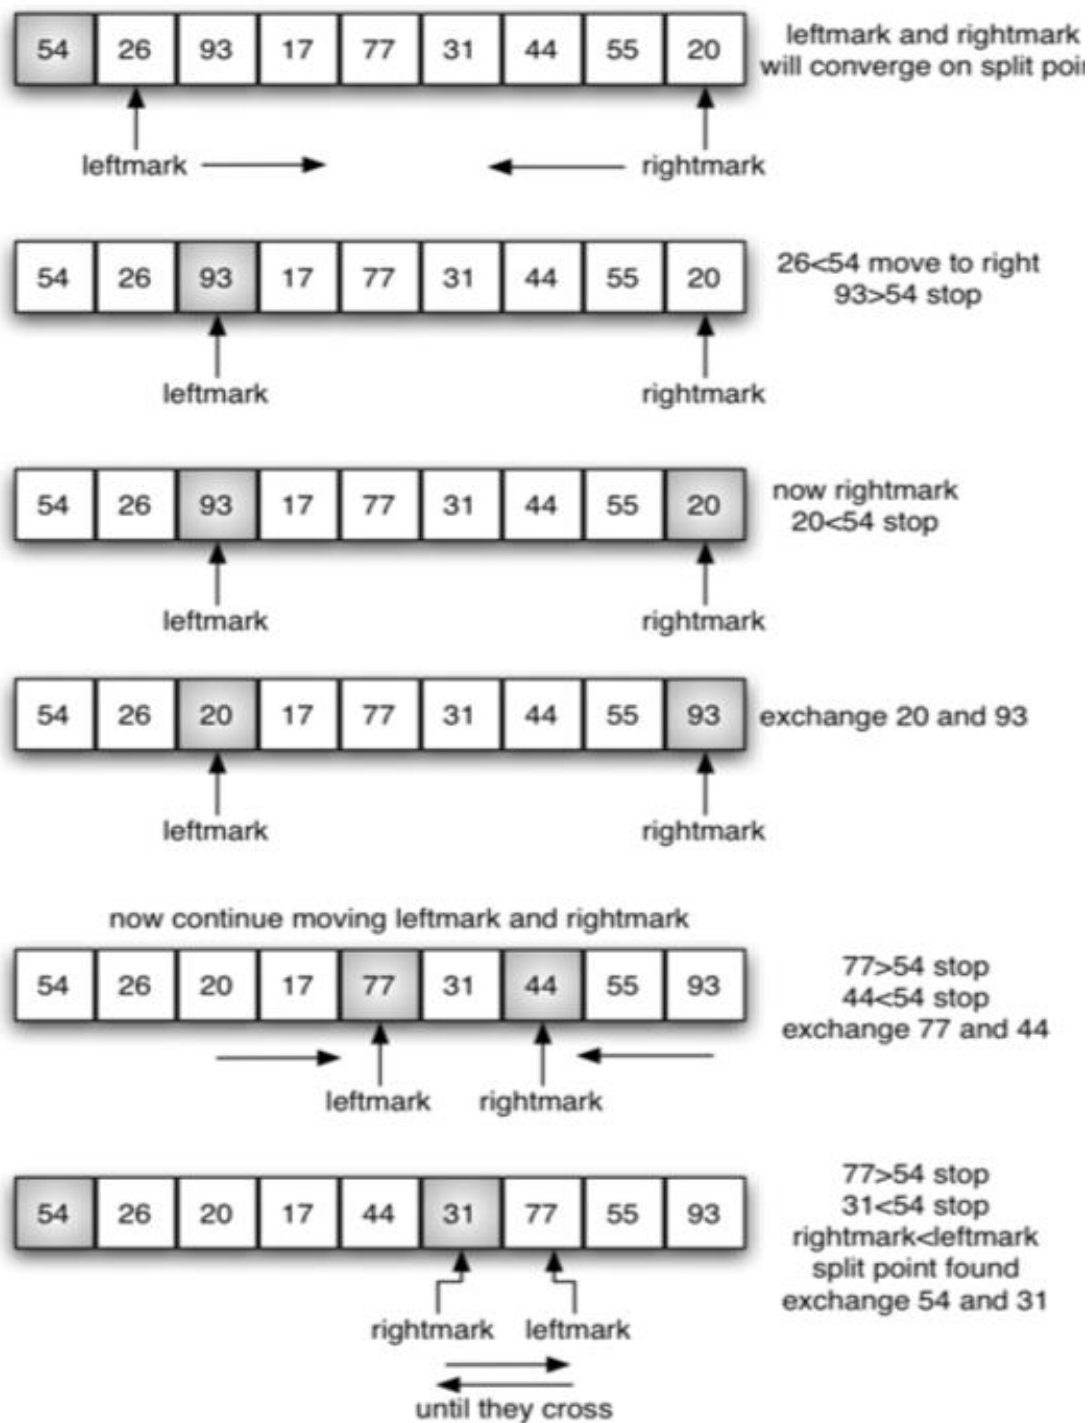 54 26 93 17 77 31 44 55 20
leftmark and rightmark
will converge on split poin
leftmark rightmark
54 26 93 17 77 31 44 55 20
26<54 move to right
93>54 stop
leftmark rightmark
54 26 93 17 77 31 44 55 20
now rightmark
20<54 stop
leftmark rightmark
54 26 20 17 77 31 44 55 93
exchange 20 and 93
leftmark rightmark
now continue moving leftmark and rightmark
54 26 20 17 77 31 44 55 93
77>54 stop
44<54 stop
exchange 77 and 44
leftmark rightmark
54 26 20 17 44 31 77 55 93
77>54 stop
31<54 stop
rightmark<leftmark
split point found
exchange 54 and 31
rightmark leftmark
until they cross